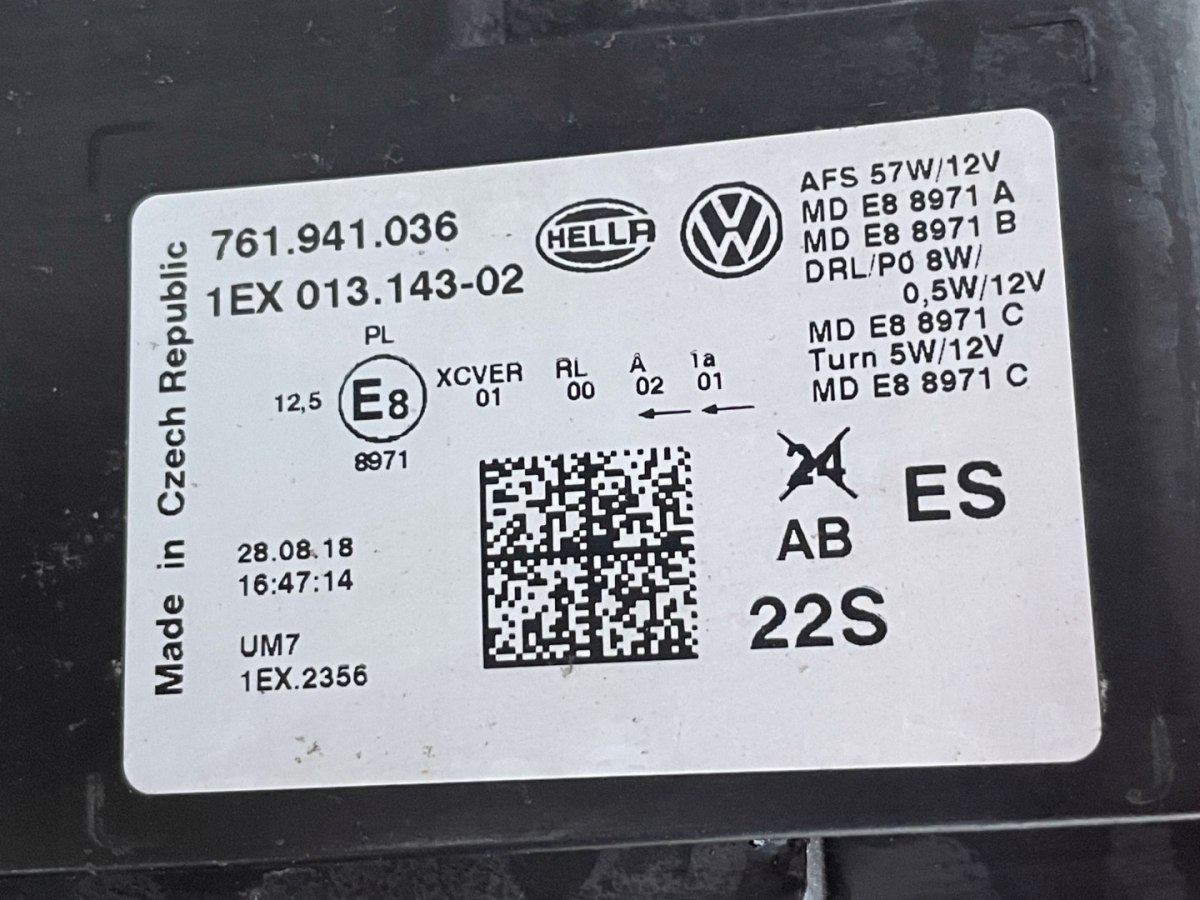 Made in Czech Republic
761.941.036
1EX 013.143-02
HELLA
VW
AFS 57W/12V
MD E8 8971 A
MD E8 8971 B
DRL/PO 8W/
0,5W/12V
MD E8 8971 C
Turn 5W/12V
MD E8 8971 C
PL
12,5
E8
8971
XCVER RL A 1a
01 00 02 01
28.08.18
16:47:14
UM7
1EX.2356
24
AB
ES
22S